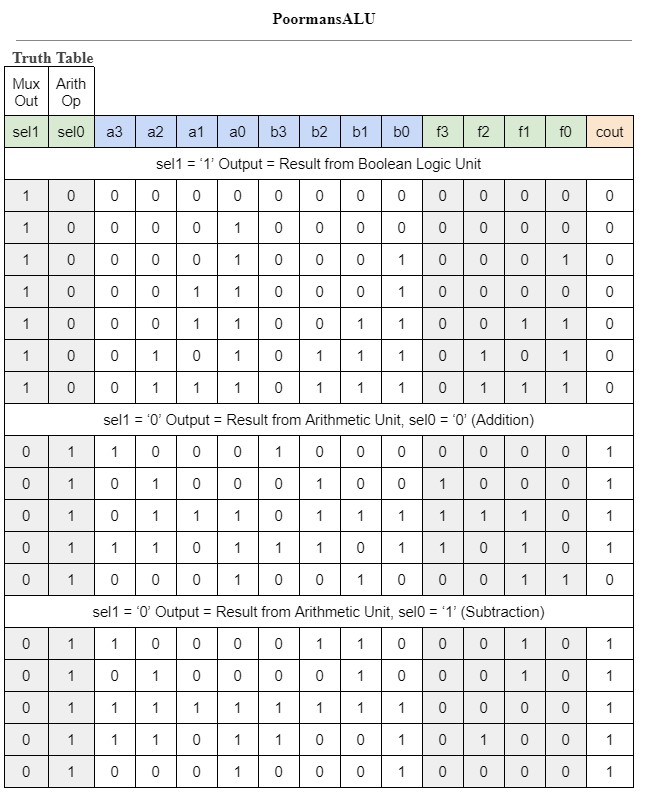 PoormansALU
Truth Table
Mux Out Arith Op
sel1 sel0 a3 a2 a1 a0 b3 b2 b1 b0 f3 f2 f1 f0 cout
sel1 = ‘1’ Output = Result from Boolean Logic Unit
1 0 0 0 0 0 0 0 0 0 0 0 0 0 0
1 0 0 0 0 1 0 0 0 0 0 0 0 0 0
1 0 0 0 0 1 0 0 0 1 0 0 0 1 0
1 0 0 0 1 1 0 0 0 1 0 0 0 0 0
1 0 0 0 1 1 0 0 1 1 0 0 1 1 0
1 0 0 1 0 1 0 1 1 1 0 1 0 1 0
1 0 0 1 1 1 0 1 1 1 0 1 1 1 0
sel1 = ‘0’ Output = Result from Arithmetic Unit, sel0 = ‘0’ (Addition)
0 1 1 0 0 0 1 0 0 0 0 0 0 0 1
0 1 0 1 0 0 0 1 0 0 1 0 0 0 1
0 1 0 1 1 1 0 1 1 1 1 1 1 0 1
0 1 1 1 0 1 1 1 0 1 1 0 1 0 1
0 1 0 0 0 1 0 0 1 0 0 0 1 1 0
sel1 = ‘0’ Output = Result from Arithmetic Unit, sel0 = ‘1’ (Subtraction)
0 1 1 0 0 0 0 1 1 0 0 0 1 0 1
0 1 0 1 0 0 0 0 1 0 0 0 1 0 1
0 1 1 1 1 1 1 1 1 1 0 0 0 0 1
0 1 1 1 0 1 1 0 0 1 0 1 0 0 1
0 1 0 0 0 1 0 0 0 1 0 0 0 0 1